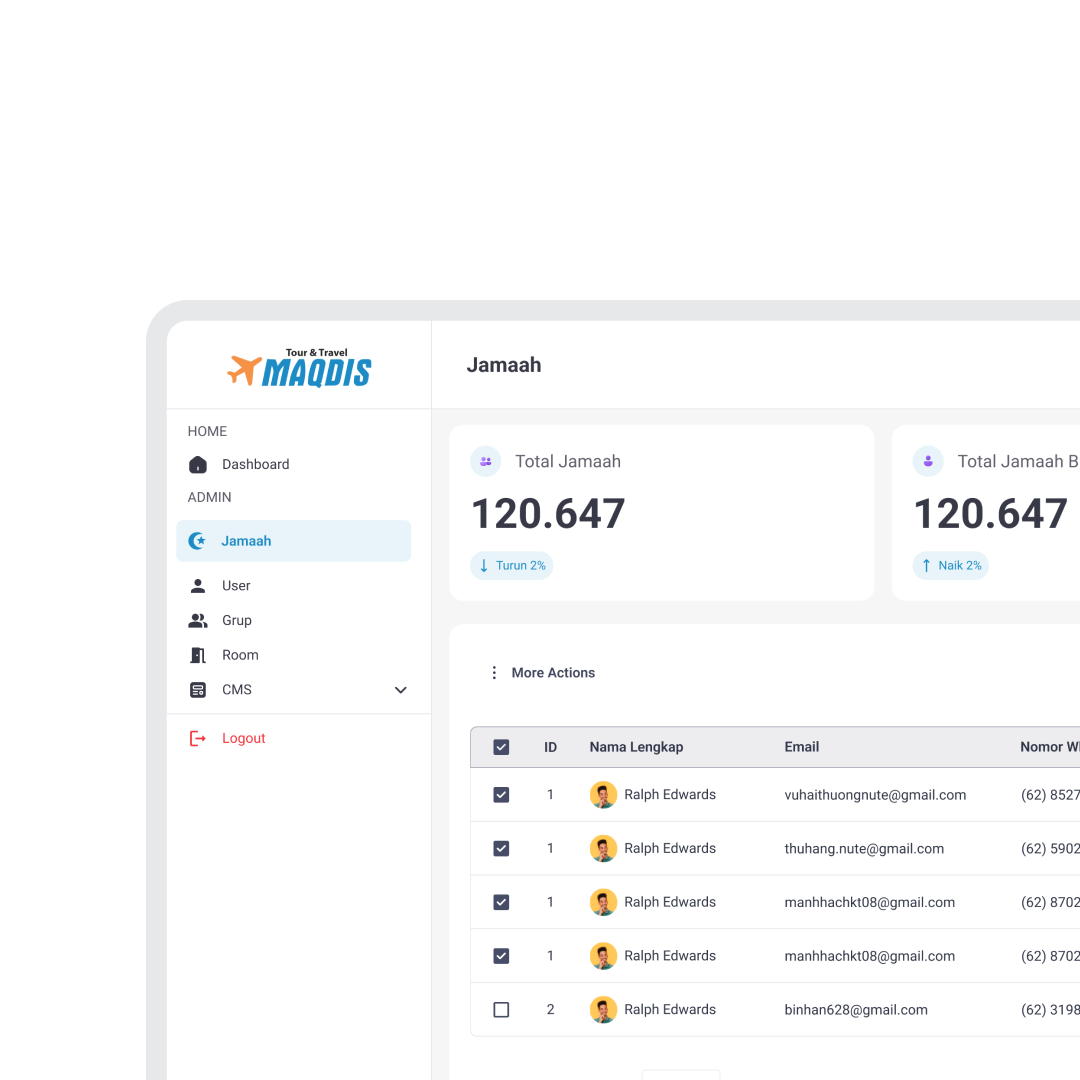 Tour & Travel
MAQDIS
Jamaah
HOME
Dashboard
ADMIN
Jamaah
User
Grup
Room
CMS
Logout
Total Jamaah
120.647
Turun 2%
Total Jamaah B
120.647
Naik 2%
More Actions
ID Nama Lengkap Email Nomor
1 Ralph Edwards vuhaithuongnute@gmail.com (62) 8527
1 Ralph Edwards thuhang.nute@gmail.com (62) 5902
1 Ralph Edwards manhhachkt08@gmail.com (62) 8702
1 Ralph Edwards manhhachkt08@gmail.com (62) 8702
2 Ralph Edwards binhan628@gmail.com (62) 3198